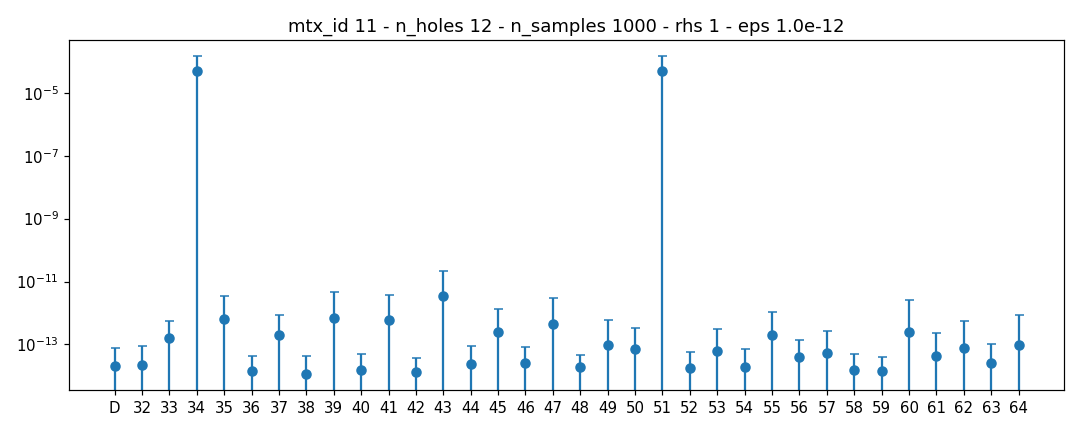 mtx_id 11 - n_holes 12 - n_samples 1000 - rhs 1 - eps 1.0e-12
10⁻⁵
10⁻⁷
10⁻⁹
10⁻¹¹
10⁻¹³
D 32 33 34 35 36 37 38 39 40 41 42 43 44 45 46 47 48 49 50 51 52 53 54 55 56 57 58 59 60 61 62 63 64